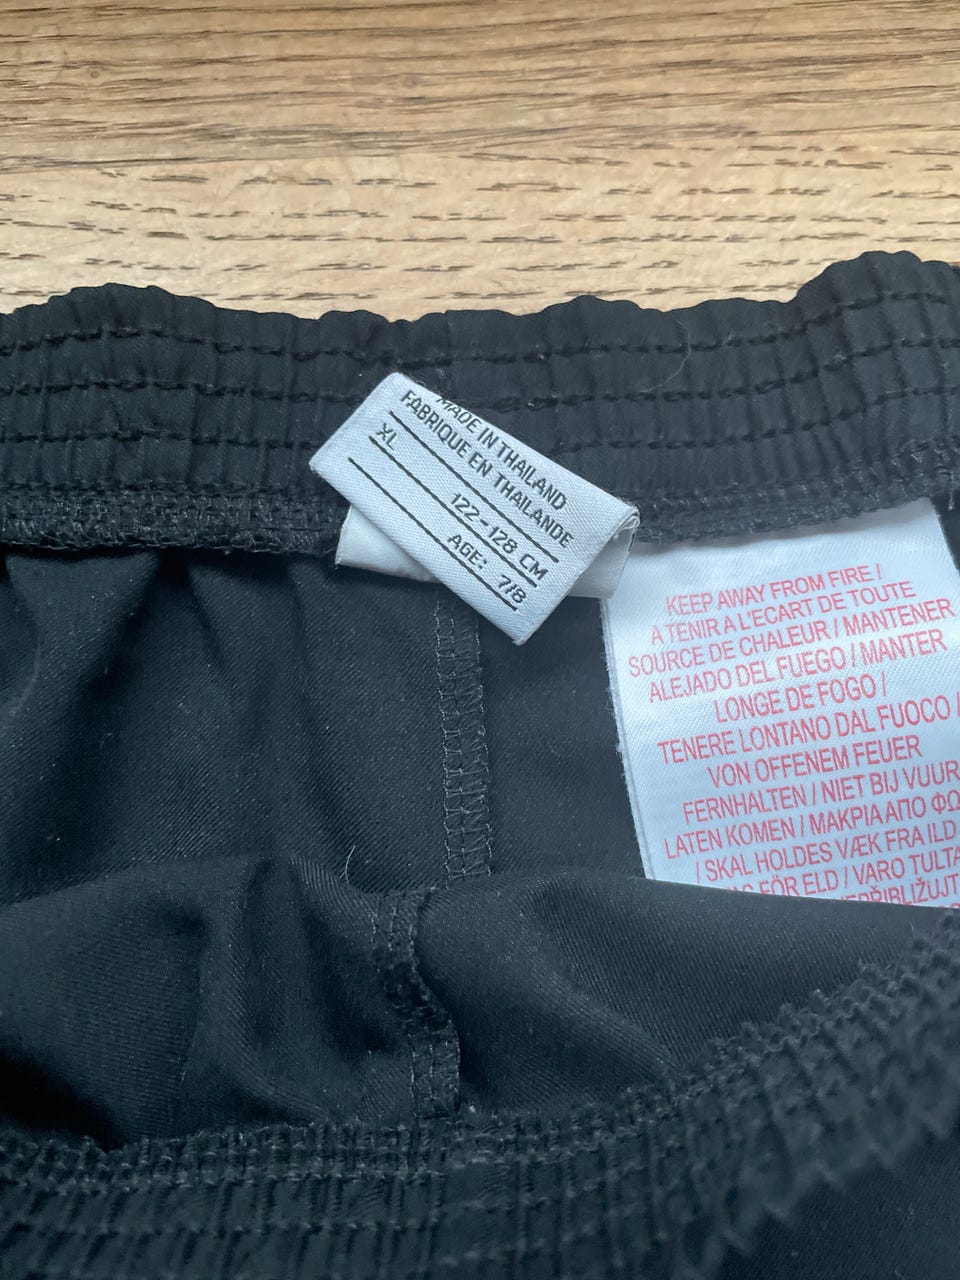 MADE IN THAILAND
FABRIQUE EN THAILANDE
XL
122-128 CM
AGE: 7/8
KEEP AWAY FROM FIRE /
A TENIR A L'ECART DE TOUTE
SOURCE DE CHALEUR / MANTENER
ALEJADO DEL FUEGO / MANTER
LONGE DE FOGO /
TENERE LONTANO DAL FUOCO /
VON OFFENEM FEUER
FERNHALTEN / NIET BIJ VUUR
LATEN KOMEN / ΜΑΚΡΙΑ ΑΠΟ ΦΩ
/ SKAL HOLDES VÆK FRA ILD
FÖR ELD / VARO TULTA